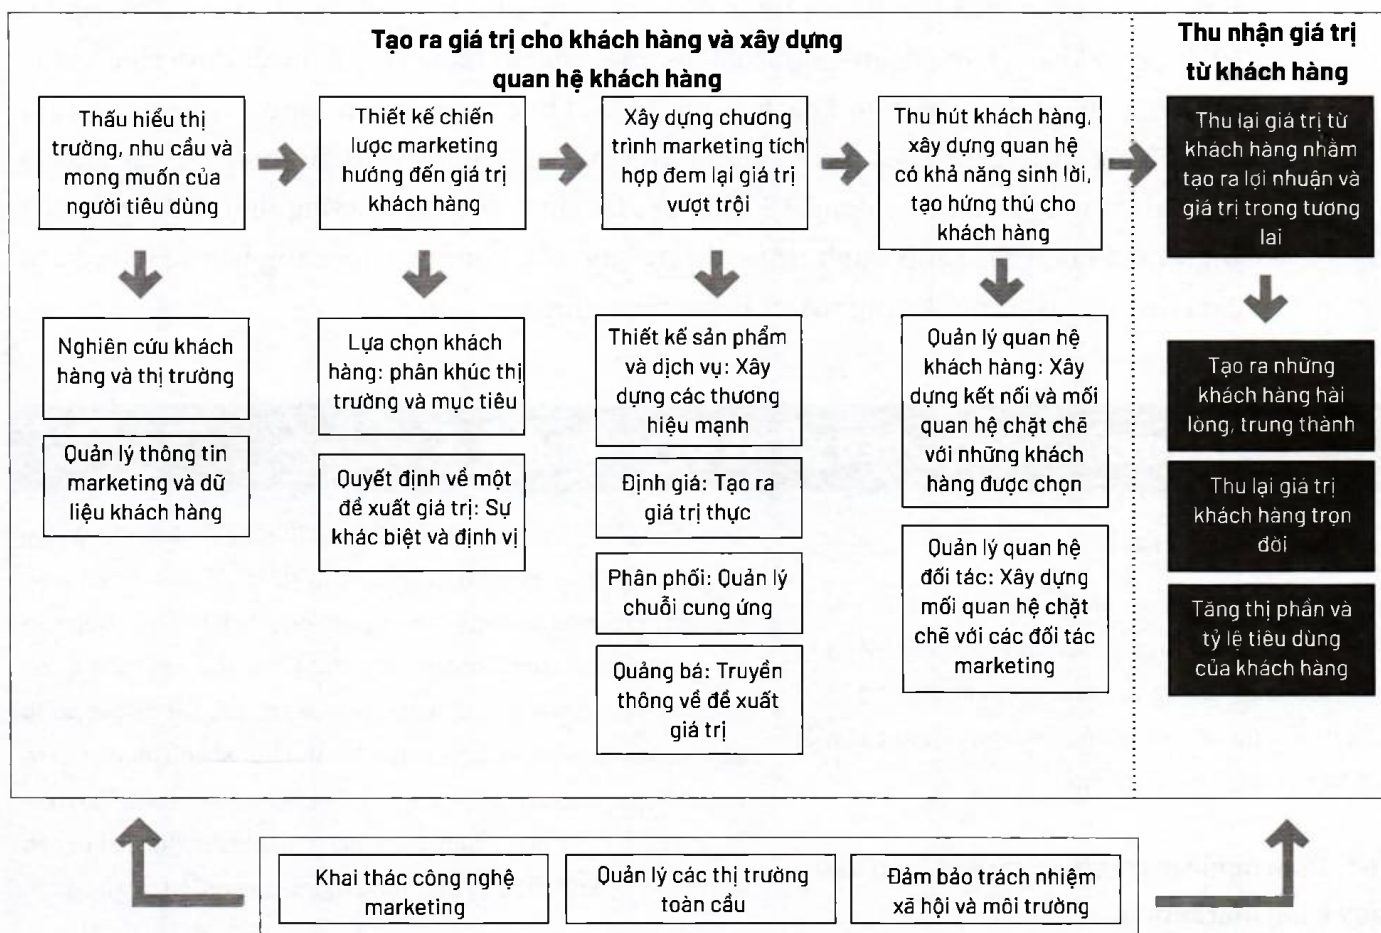 Tạo ra giá trị cho khách hàng và xây dựng
quan hệ khách hàng
Thu nhận giá trị
từ khách hàng
Thấu hiểu thị
trường, nhu cầu và
mong muốn của
người tiêu dùng
Thiết kế chiến
lược marketing
hướng đến giá trị
khách hàng
Xây dựng chương
trình marketing tích
hợp đem lại giá trị
vượt trội
Thu hút khách hàng,
xây dựng quan hệ
có khả năng sinh lời,
tạo hứng thú cho
khách hàng
Thu lại giá trị từ
khách hàng nhằm
tạo ra lợi nhuận và
giá trị trong tương
lai
Nghiên cứu khách
hàng và thị trường
Quản lý thông tin
marketing và dữ
liệu khách hàng
Lựa chọn khách
hàng: phân khúc thị
trường và mục tiêu
Quyết định về một
đề xuất giá trị: Sự
khác biệt và định vị
Thiết kế sản phẩm
và dịch vụ: Xây
dựng các thương
hiệu mạnh
Định giá: Tạo ra
giá trị thực
Phân phối: Quản lý
chuỗi cung ứng
Quảng bá: Truyền
thông về đề xuất
giá trị
Quản lý quan hệ
khách hàng: Xây
dựng kết nối và mối
quan hệ chặt chẽ
với những khách
hàng được chọn
Quản lý quan hệ
đối tác: Xây dựng
mối quan hệ chặt
chẽ với các đối tác
marketing
Tạo ra những
khách hàng hài
lòng, trung thành
Thu lại giá trị
khách hàng trọn
đời
Tăng thị phần và
tỷ lệ tiêu dùng
của khách hàng
Khai thác công nghệ
marketing
Quản lý các thị trường
toàn cầu
Đảm bảo trách nhiệm
xã hội và môi trường